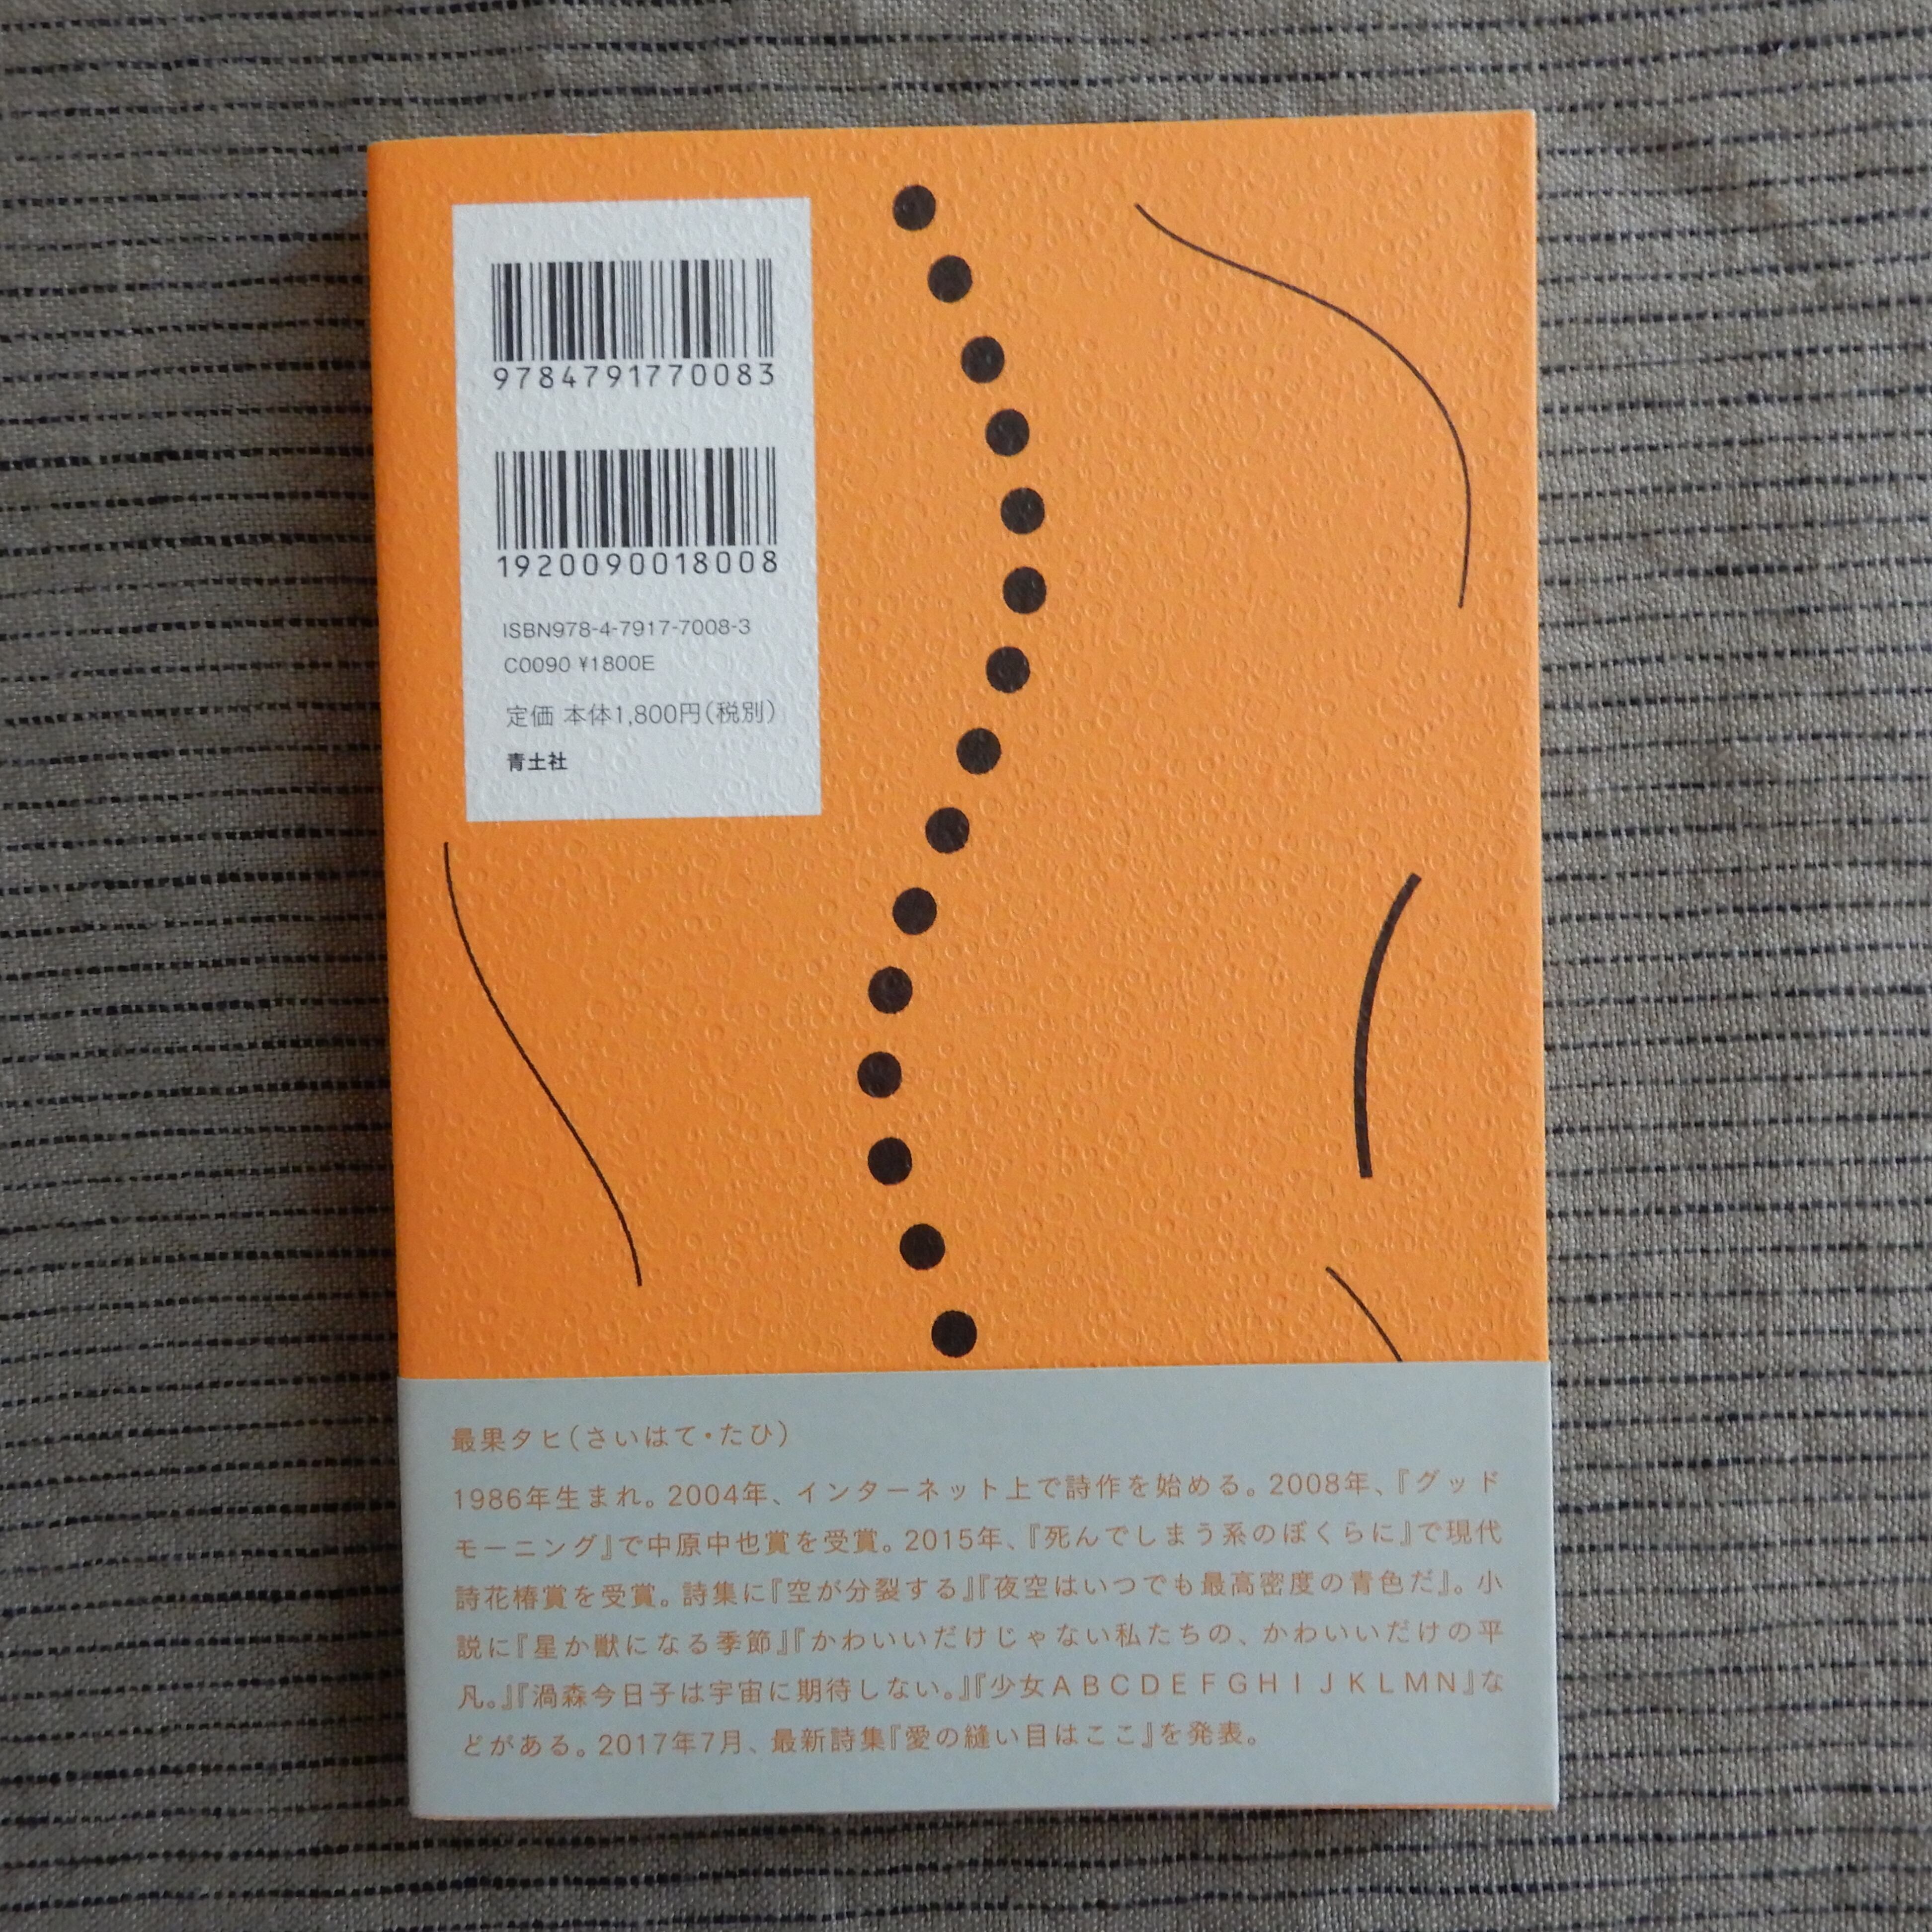 9784791770083
1920090018008
ISBN978-4-7917-7008-3
C0090 ¥1800E
定価 本体1,800円(税別)
青土社
最果タヒ(さいはて・たひ)
1986年生まれ。2004年、インターネット上で詩作を始める。2008年、『グッド
モーニング』で中原中也賞を受賞。2015年、『死んでしまう系のぼくらに』で現代
詩花椿賞を受賞。詩集に『空が分裂する』『夜空はいつでも最高密度の青色だ』。小
説に『星か獣になる季節』『かわいいだけじゃない私たちの、かわいいだけの平
凡。』『渦森今日子は宇宙に期待しない。』『少女ABCDEFGHIJKLMN』な
どがある。2017年7月、最新詩集『愛の縫い目はここ』を発表。